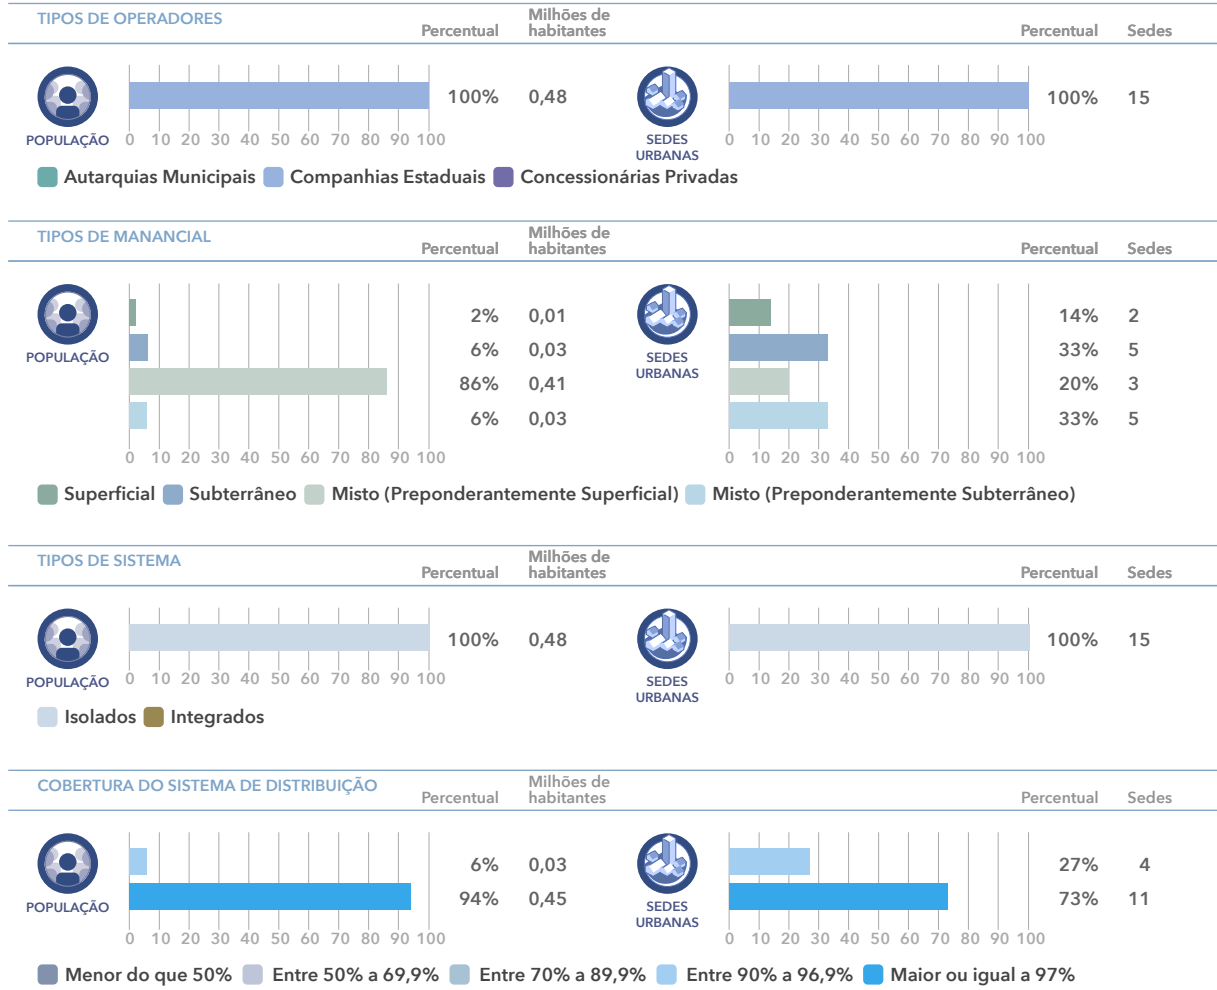 TIPOS DE OPERADORES
Percentual
Milhões de
habitantes
Percentual
Sedes
POPULAÇÃO
100%
0,48
0 10 20 30 40 50 60 70 80 90 100
SEDES
URBANAS
100%
15
0 10 20 30 40 50 60 70 80 90 100
Autarquias Municipais Companhias Estaduais Concessionárias Privadas
TIPOS DE MANANCIAL
Percentual
Milhões de
habitantes
Percentual
Sedes
POPULAÇÃO
2% 0,01
6% 0,03
86% 0,41
6% 0,03
0 10 20 30 40 50 60 70 80 90 100
SEDES
URBANAS
14% 2
33% 5
20% 3
33% 5
0 10 20 30 40 50 60 70 80 90 100
Superficial Subterrâneo Misto (Preponderantemente Superficial) Misto (Preponderantemente Subterrâneo)
TIPOS DE SISTEMA
Percentual
Milhões de
habitantes
Percentual
Sedes
POPULAÇÃO
100% 0,48
0 10 20 30 40 50 60 70 80 90 100
SEDES
URBANAS
100% 15
0 10 20 30 40 50 60 70 80 90 100
Isolados Integrados
COBERTURA DO SISTEMA DE DISTRIBUIÇÃO
Percentual
Milhões de
habitantes
Percentual
Sedes
POPULAÇÃO
6% 0,03
94% 0,45
0 10 20 30 40 50 60 70 80 90 100
SEDES
URBANAS
27% 4
73% 11
0 10 20 30 40 50 60 70 80 90 100
Menor do que 50% Entre 50% a 69,9% Entre 70% a 89,9% Entre 90% a 96,9% Maior ou igual a 97%